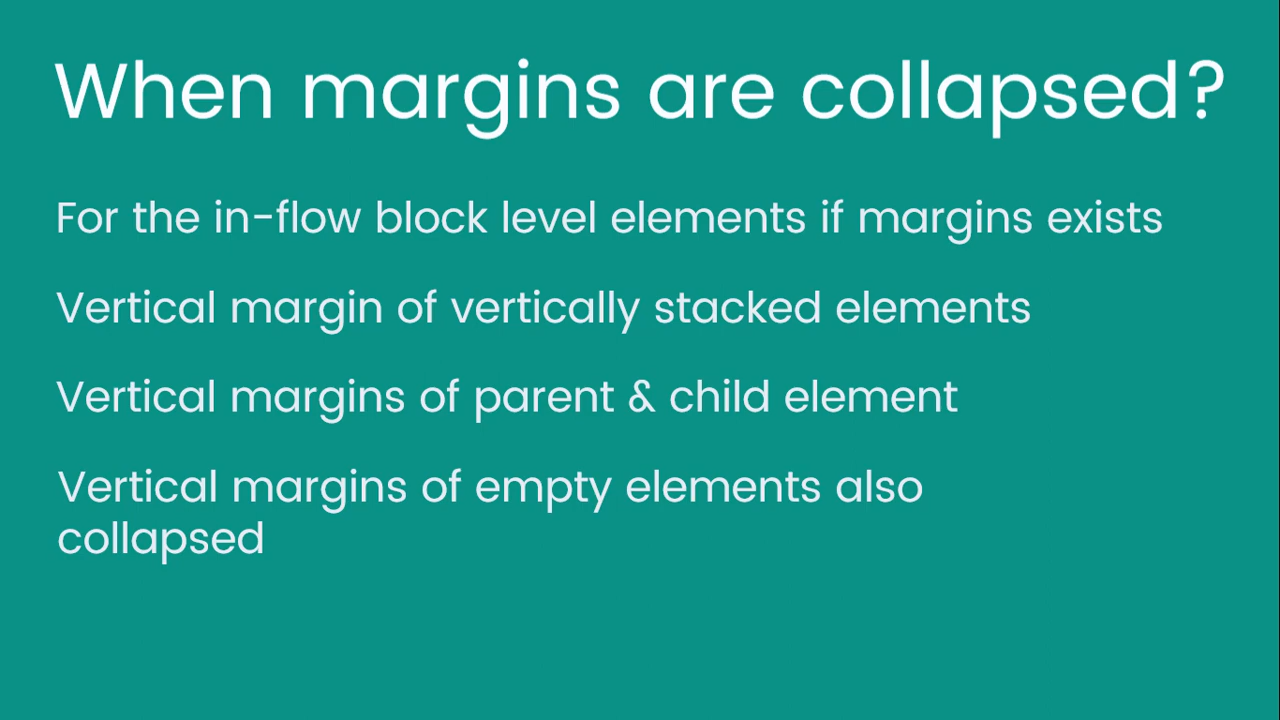 When margins are collapsed?
For the in-flow block level elements if margins exists
Vertical margin of vertically stacked elements
Vertical margins of parent & child element
Vertical margins of empty elements also
collapsed